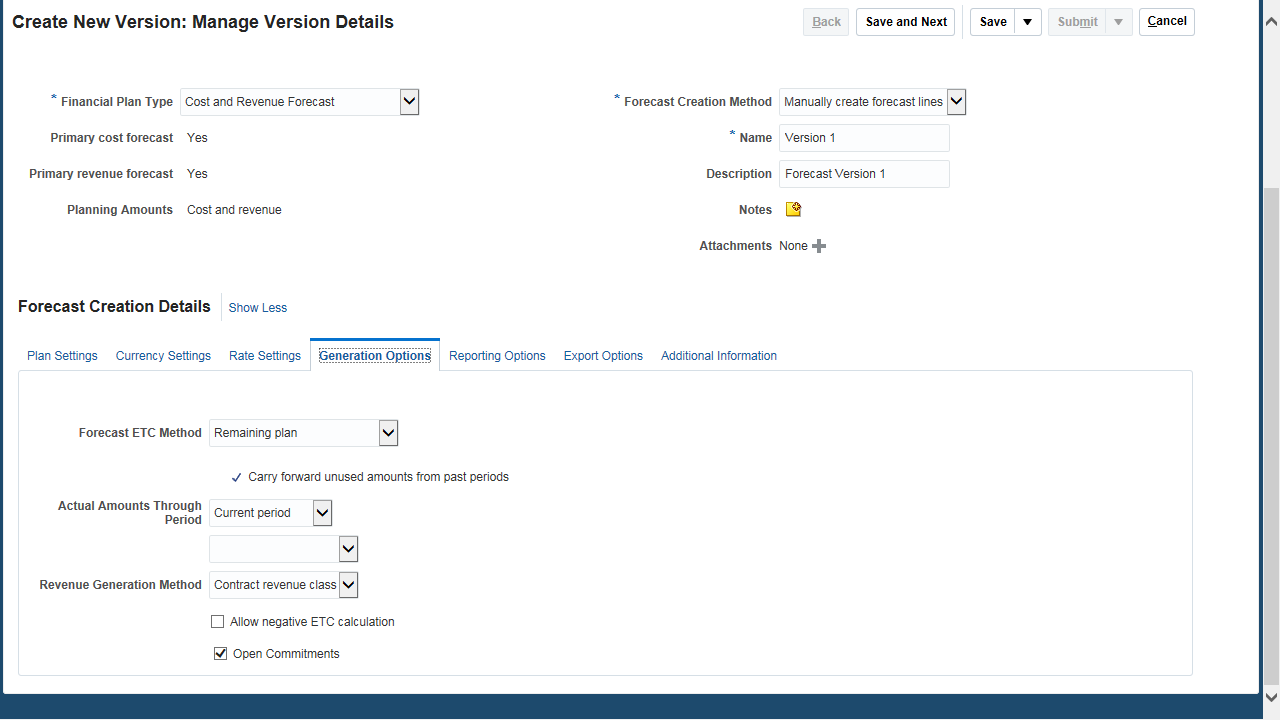 Create New Version: Manage Version Details
Back
Save and Next
Save
Submit
Cancel
* Financial Plan Type Cost and Revenue Forecast
* Forecast Creation Method Manually create forecast lines
Primary cost forecast Yes
* Name Version 1
Primary revenue forecast Yes
Description Forecast Version 1
Planning Amounts Cost and revenue
Notes
Attachments None
Forecast Creation Details Show Less
Plan Settings
Currency Settings
Rate Settings
Generation Options
Reporting Options
Export Options
Additional Information
Forecast ETC Method Remaining plan
Carry forward unused amounts from past periods
Actual Amounts Through
Period
Current period
Revenue Generation Method Contract revenue class
Allow negative ETC calculation
Open Commitments